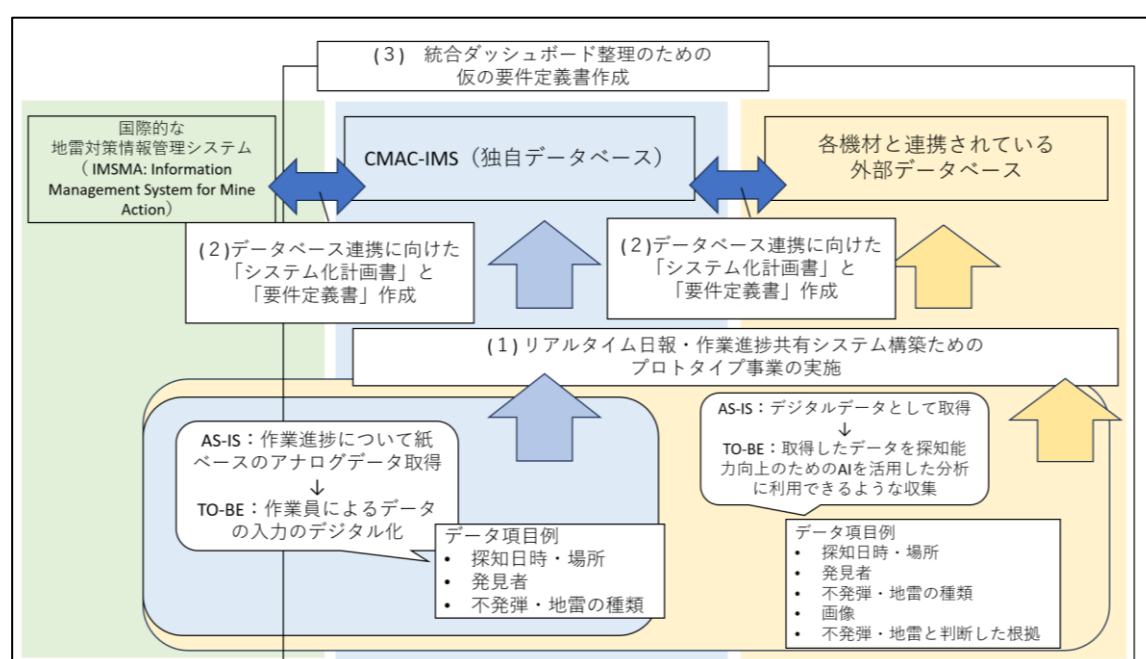 (３)　統合ダッシュボード整理のための
仮の要件定義書作成
国際的な
地雷対策情報管理システム
（ IMSMA: Information
Management System for Mine
Action）
CMAC-IMS（独自データベース）
各機材と連携されている
外部データベース
(２)データベース連携に向けた
「システム化計画書」と
「要件定義書」作成
(２)データベース連携に向けた
「システム化計画書」と
「要件定義書」作成
(１) リアルタイム日報・作業進捗共有システム構築ための
プロトタイプ事業の実施
AS-IS：作業進捗について紙
ベースのアナログデータ取得
↓
TO-BE：作業員によるデータ
の入力のデジタル化
データ項目例
• 探知日時・場所
• 発見者
• 不発弾・地雷の種類
AS-IS：デジタルデータとして取得
↓
TO-BE：取得したデータを探知能
力向上のためのAIを活用した分析
に利用できるような収集
データ項目例
• 探知日時・場所
• 発見者
• 不発弾・地雷の種類
• 画像
• 不発弾・地雷と判断した根拠